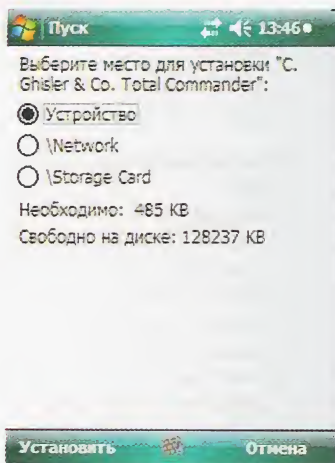 Пуск 13:46
Выберите место для установки "C.
Ghisler & Co. Total Commander":
Устройство
\Network
\Storage Card
Необходимо: 485 KB
Свободно на диске: 128237 KB
Установить Отмена